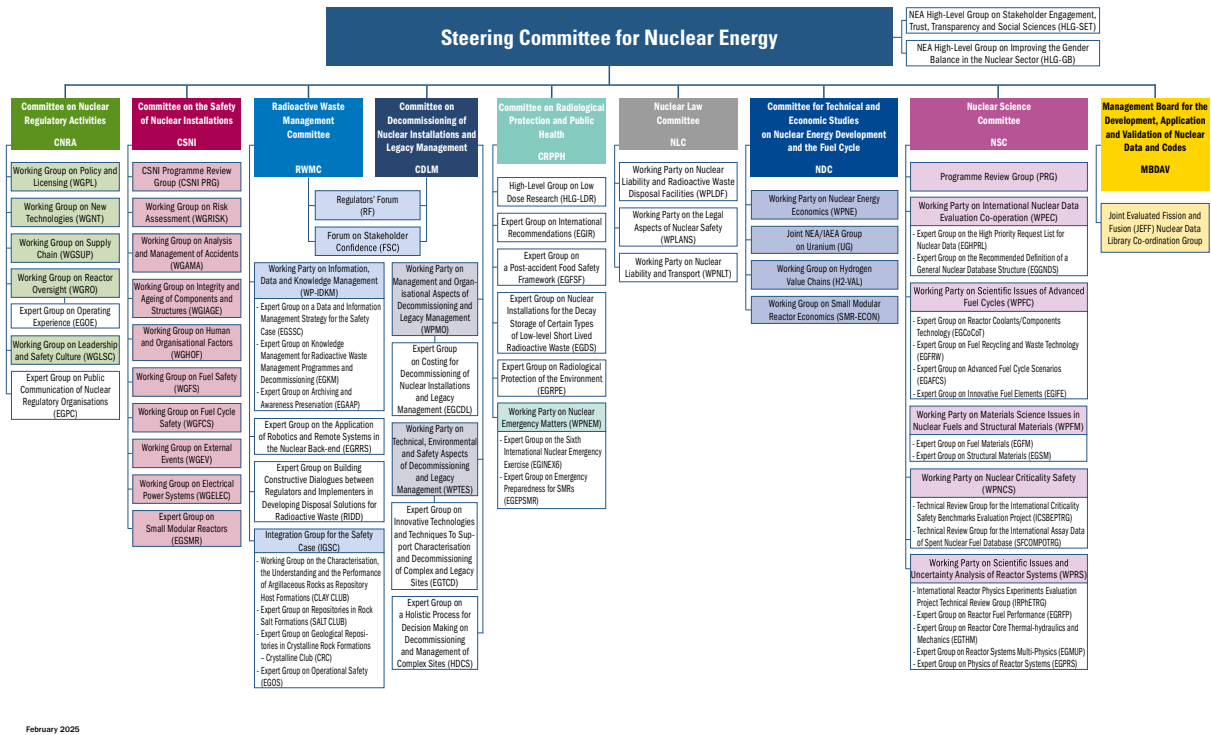 Steering Committee for Nuclear Energy
NEA High-Level Group on Stakeholder Engagement,
Trust, Transparency and Social Sciences (HLG-SET)
NEA High-Level Group on Improving the Gender
Balance in the Nuclear Sector (HLG-GB)
Committee on Nuclear
Regulatory Activities
CNRA
Working Group on Policy and
Licensing (WGPL)
Working Group on New
Technologies (WGNT)
Working Group on Supply
Chain (WGSUP)
Working Group on Reactor
Oversight (WGRO)
Expert Group on Operating
Experience (EGOE)
Working Group on Leadership
and Safety Culture (WGLSC)
Expert Group on Public
Communication of Nuclear
Regulatory Organisations
(EGPC)
Committee on the Safety
of Nuclear Installations
CSNI
CSNI Programme Review
Group (CSNI PRG)
Working Group on Risk
Assessment (WGRISK)
Working Group on Analysis
and Management of Accidents
(WGAMA)
Working Group on Integrity and
Ageing of Components and
Structures (WGIAGE)
Working Group on Human
and Organisational Factors
(WGHOF)
Working Group on Fuel Safety
(WGFS)
Working Group on Fuel Cycle
Safety (WGFCS)
Working Group on External
Events (WGEV)
Working Group on Electrical
Power Systems (WGELEC)
Expert Group on
Small Modular Reactors
(EGSMR)
Radioactive Waste
Management
Committee
RWMC
Committee on
Decommissioning of
Nuclear Installations and
Legacy Management
CDLM
Regulators' Forum
(RF)
Forum on Stakeholder
Confidence (FSC)
Working Party on Information,
Data and Knowledge Management
(WP-IDKM)
- Expert Group on a Data and Information
Management Strategy for the Safety
Case (EGSSC)
- Expert Group on Knowledge
Management for Radioactive Waste
Management Programmes and
Decommissioning (EGKM)
- Expert Group on Archiving and
Awareness Preservation (EGAAP)
Expert Group on the Application
of Robotics and Remote Systems in
the Nuclear Back-end (EGRRS)
Expert Group on Building
Constructive Dialogues between
Regulators and Implementers in
Developing Disposal Solutions for
Radioactive Waste (RIDD)
Integration Group for the Safety
Case (IGSC)
- Working Group on the Characterisation,
the Understanding and the Performance
of Argillaceous Rocks as Repository
Host Formations (CLAY CLUB)
- Expert Group on Repositories in Rock
Salt Formations (SALT CLUB)
- Expert Group on Geological Reposi-
tories in Crystalline Rock Formations
– Crystalline Club (CRC)
- Expert Group on Operational Safety
(EGOS)
Working Party on
Management and Organ-
isational Aspects of
Decommissioning and
Legacy Management
(WPMO)
Expert Group
on Costing for
Decommissioning of
Nuclear Installations
and Legacy
Management (EGCDL)
Working Party on
Technical, Environmental
and Safety Aspects
of Decommissioning
and Legacy
Management (WPTES)
Expert Group on
Innovative Technologies
and Techniques To Sup-
port Characterisation
and Decommissioning
of Complex and Legacy
Sites (EGTCD)
Expert Group on
a Holistic Process for
Decision Making on
Decommissioning
and Management of
Complex Sites (HDCS)
Committee on Radiological
Protection and Public
Health
CRPPH
High-Level Group on Low
Dose Research (HLG-LDR)
Expert Group on International
Recommendations (EGIR)
Expert Group on
a Post-accident Food Safety
Framework (EGFSF)
Expert Group on Nuclear
Installations for the Decay
Storage of Certain Types
of Low-level Short Lived
Radioactive Waste (EGDS)
Expert Group on Radiological
Protection of the Environment
(EGRPE)
Working Party on Nuclear
Emergency Matters (WPNEM)
- Expert Group on the Sixth
International Nuclear Emergency
Exercise (EGINEX6)
- Expert Group on Emergency
Preparedness for SMRs
(EGEPSMR)
Nuclear Law
Committee
NLC
Working Party on Nuclear
Liability and Radioactive Waste
Disposal Facilities (WPLDF)
Working Party on the Legal
Aspects of Nuclear Safety
(WPLANS)
Working Party on Nuclear
Liability and Transport (WPNLT)
Committee for Technical and
Economic Studies
on Nuclear Energy Development
and the Fuel Cycle
NDC
Working Party on Nuclear Energy
Economics (WPNE)
Joint NEA/IAEA Group
on Uranium (UG)
Working Group on Hydrogen
Value Chains (H2-VAL)
Working Group on Small Modular
Reactor Economics (SMR-ECON)
Nuclear Science
Committee
NSC
Programme Review Group (PRG)
Working Party on International Nuclear Data
Evaluation Co-operation (WPEC)
- Expert Group on the High Priority Request List for
Nuclear Data (EGHPRL)
- Expert Group on the Recommended Definition of a
General Nuclear Database Structure (EGGNDS)
Working Party on Scientific Issues of Advanced
Fuel Cycles (WPFC)
- Expert Group on Reactor Coolants/Components
Technology (EGCoCoT)
- Expert Group on Fuel Recycling and Waste Technology
(EGFRW)
- Expert Group on Advanced Fuel Cycle Scenarios
(EGAFCS)
- Expert Group on Innovative Fuel Elements (EGIFE)
Working Party on Materials Science Issues in
Nuclear Fuels and Structural Materials (WPFM)
- Expert Group on Fuel Materials (EGFM)
- Expert Group on Structural Materials (EGSM)
Working Party on Nuclear Criticality Safety
(WPNCS)
- Technical Review Group for the International Criticality
Safety Benchmarks Evaluation Project (ICSBEPTRG)
- Technical Review Group for the International Assay Data
of Spent Nuclear Fuel Database (SFCOMPOTRG)
Working Party on Scientific Issues and
Uncertainty Analysis of Reactor Systems (WPRS)
- International Reactor Physics Experiments Evaluation
Project Technical Review Group (IRPhETRG)
- Expert Group on Reactor Fuel Performance (EGRFP)
- Expert Group on Reactor Core Thermal-hydraulics and
Mechanics (EGTHM)
- Expert Group on Reactor Systems Multi-Physics (EGMUP)
- Expert Group on Physics of Reactor Systems (EGPRS)
Management Board for the
Development, Application
and Validation of Nuclear
Data and Codes
MBDAV
Joint Evaluated Fission and
Fusion (JEFF) Nuclear Data
Library Co-ordination Group
February 2025